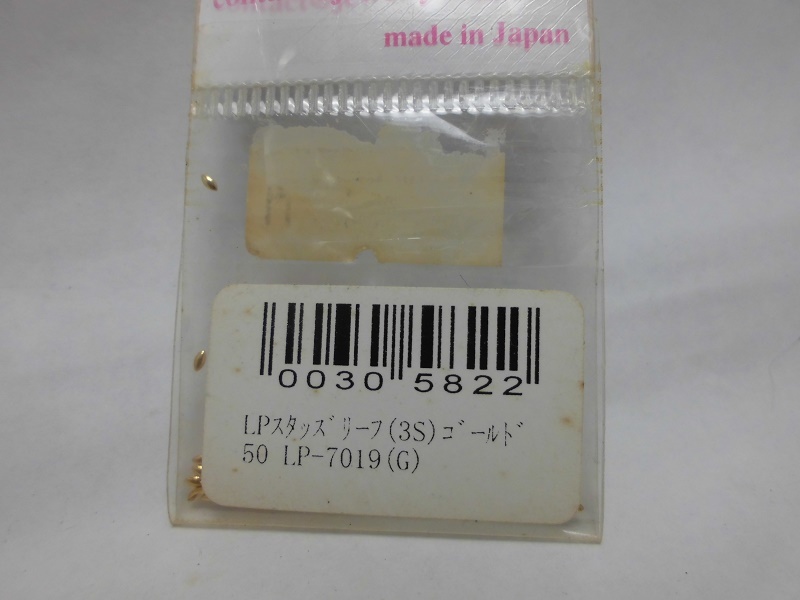 made in Japan
0030 5822
LPｽﾀｯｽﾞﾘｰﾌ(3S)ｺﾞｰﾙﾄﾞ
50 LP-7019(G)